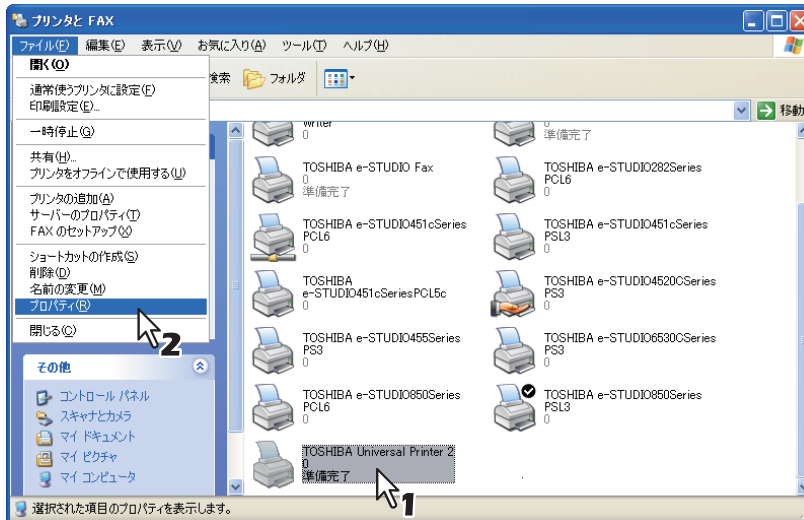 プリンタと FAX
ファイル(F) 編集(E) 表示(V) お気に入り(A) ツール(T) ヘルプ(H)
開く(O)
通常使うプリンタに設定(F)
印刷設定(E)...
一時停止(G)
共有(H)...
プリンタをオフラインで使用する(U)
プリンタの追加(A)
サーバーのプロパティ(T)
FAX のセットアップ(X)
ショートカットの作成(S)
削除(D)
名前の変更(M)
プロパティ(R)
閉じる(C)
検索 フォルダ
移動
Writer
0
準備完了
TOSHIBA e-STUDIO Fax
0
準備完了
TOSHIBA e-STUDIO282Series
PCL6
0
TOSHIBA e-STUDIO451cSeries
PCL6
0
TOSHIBA e-STUDIO451cSeries
PSL3
0
TOSHIBA
e-STUDIO451cSeriesPCL5c
0
TOSHIBA e-STUDIO4520CSeries
PS3
0
TOSHIBA e-STUDIO455Series
PS3
0
TOSHIBA e-STUDIO6530CSeries
PS3
0
TOSHIBA e-STUDIO850Series
PCL6
0
TOSHIBA e-STUDIO850Series
PSL3
0
TOSHIBA Universal Printer 2
0
準備完了
その他
コントロール パネル
スキャナとカメラ
マイ ドキュメント
マイ ピクチャ
マイ コンピュータ
2
1
選択された項目のプロパティを表示します。